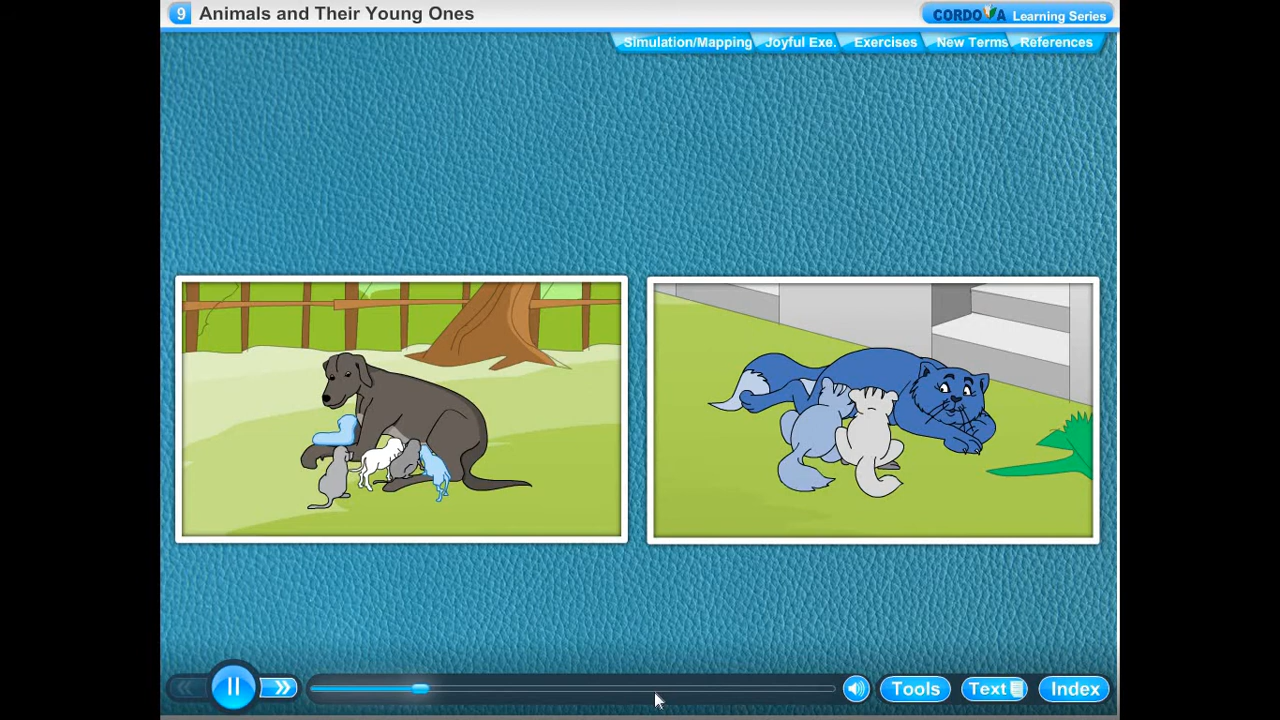 9 Animals and Their Young Ones
CORDOVA Learning Series
Simulation/Mapping Joyful Exe. Exercises New Terms References
Tools Text Index